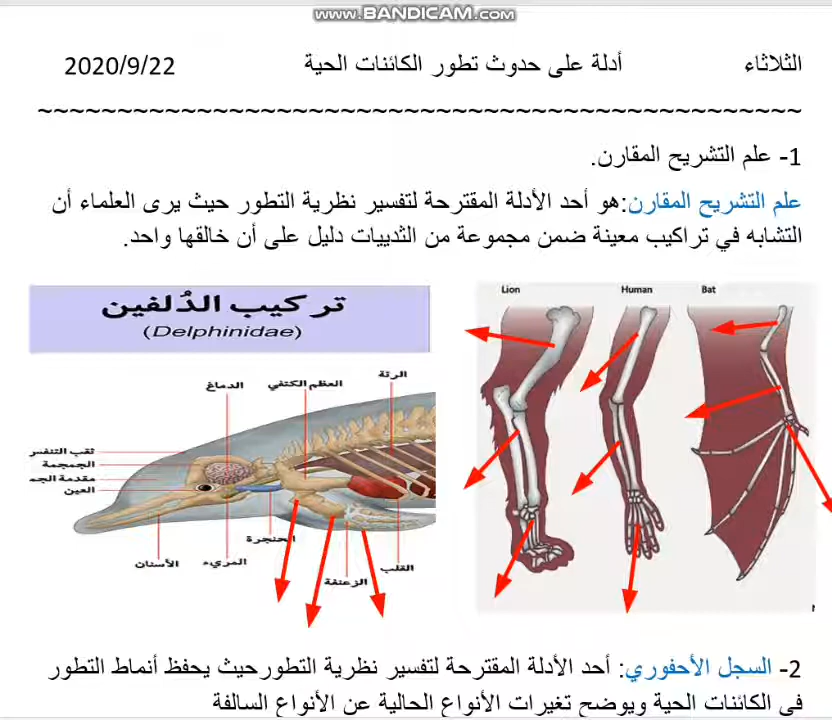 WWW.BANDICAM.COM
الثلاثاء أدلة على حدوث تطور الكائنات الحية 2020/9/22
~~~~~~~~~~~~~~~~~~~~~~~~~~~~~~~~~~~~~~~~~~~~~~~~
1- علم التشريح المقارن.
علم التشريح المقارن:هو أحد الأدلة المقترحة لتفسير نظرية التطور حيث يرى العلماء أن
التشابه في تراكيب معينة ضمن مجموعة من الثدييات دليل على أن خالقها واحد.
Lion Human Bat
تركيب الدُلفين
(Delphinidae)
الرئة
العظم الكتفي
الدماغ
ثقب التنفس
الجمجمة
مقدمة الجم
العين
الحنجرة
الأسنان
المريء
الزعنفة
القلب
2- السجل الأحفوري: أحد الأدلة المقترحة لتفسير نظرية التطورحيث يحفظ أنماط التطور
في الكائنات الحية ويوضح تغيرات الأنواع الحالية عن الأنواع السالفة